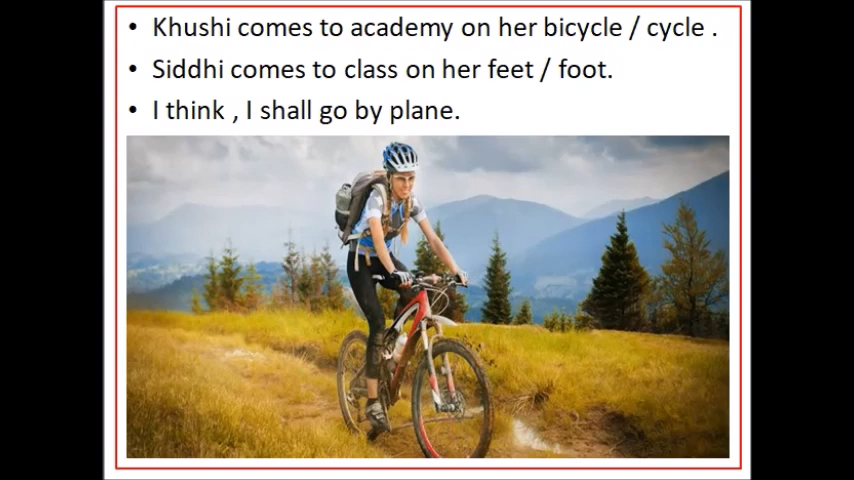 • Khushi comes to academy on her bicycle / cycle .
• Siddhi comes to class on her feet / foot.
• I think , I shall go by plane.